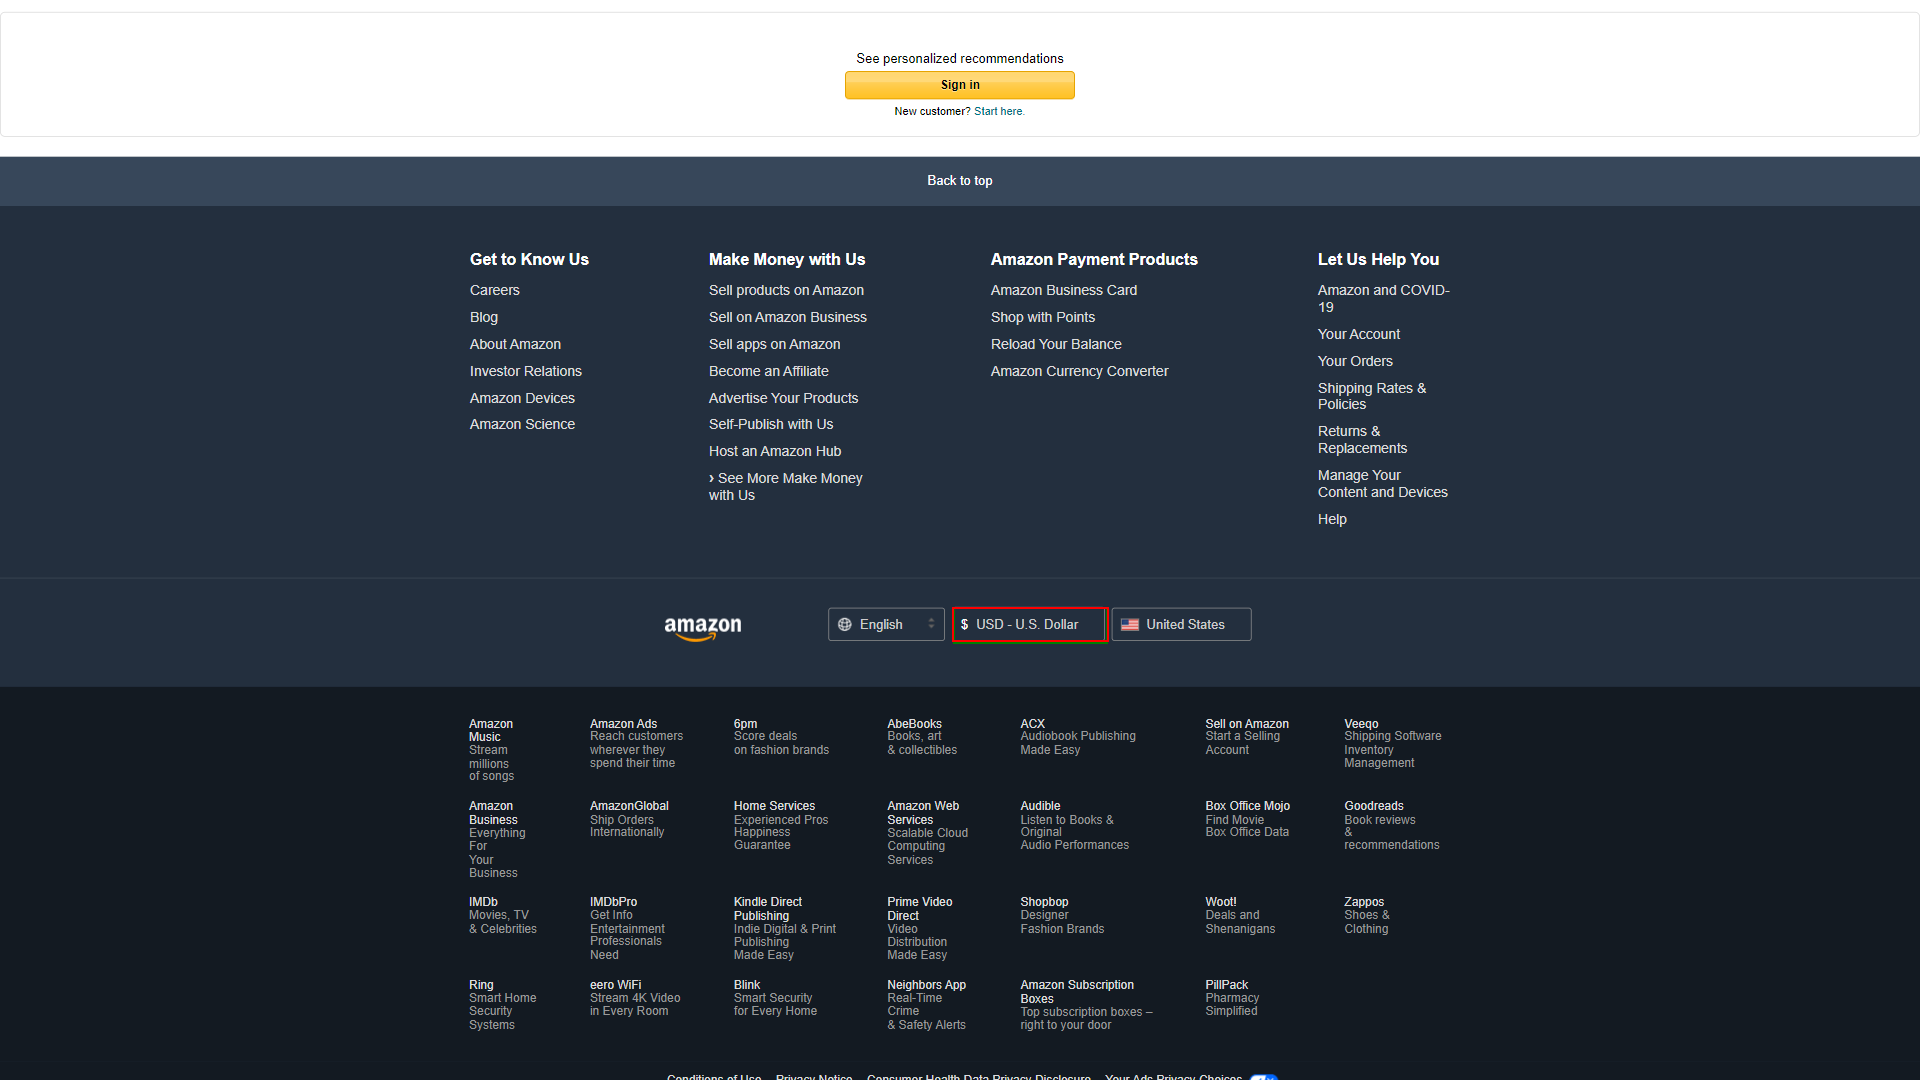 See personalized recommendations
Sign in
New customer? Start here.
Back to top
Get to Know Us
Careers
Blog
About Amazon
Investor Relations
Amazon Devices
Amazon Science
Make Money with Us
Sell products on Amazon
Sell on Amazon Business
Sell apps on Amazon
Become an Affiliate
Advertise Your Products
Self-Publish with Us
Host an Amazon Hub
› See More Make Money
with Us
Amazon Payment Products
Amazon Business Card
Shop with Points
Reload Your Balance
Amazon Currency Converter
Let Us Help You
Amazon and COVID-
19
Your Account
Your Orders
Shipping Rates &
Policies
Returns &
Replacements
Manage Your
Content and Devices
Help
amazon
English
$ USD - U.S. Dollar
United States
Amazon
Music
Stream
millions
of songs
Amazon Ads
Reach customers
wherever they
spend their time
6pm
Score deals
on fashion brands
AbeBooks
Books, art
& collectibles
ACX
Audiobook Publishing
Made Easy
Sell on Amazon
Start a Selling
Account
Veeqo
Shipping Software
Inventory
Management
Amazon
Business
Everything
For
Your
Business
AmazonGlobal
Ship Orders
Internationally
Home Services
Experienced Pros
Happiness
Guarantee
Amazon Web
Services
Scalable Cloud
Computing
Services
Audible
Listen to Books &
Original
Audio Performances
Box Office Mojo
Find Movie
Box Office Data
Goodreads
Book reviews
&
recommendations
IMDb
Movies, TV
& Celebrities
IMDbPro
Get Info
Entertainment
Professionals
Need
Kindle Direct
Publishing
Indie Digital & Print
Publishing
Made Easy
Prime Video
Direct
Video
Distribution
Made Easy
Shopbop
Designer
Fashion Brands
Woot!
Deals and
Shenanigans
Zappos
Shoes &
Clothing
Ring
Smart Home
Security
Systems
eero WiFi
Stream 4K Video
in Every Room
Blink
Smart Security
for Every Home
Neighbors App
Real-Time
Crime
& Safety Alerts
Amazon Subscription
Boxes
Top subscription boxes –
right to your door
PillPack
Pharmacy
Simplified
Conditions of Use Privacy Notice Consumer Health Data Privacy Disclosure Your Ads Privacy Choices